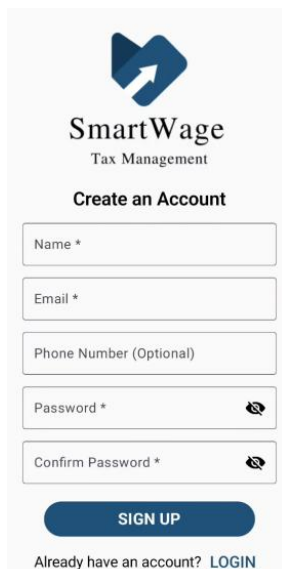 SmartWage
Tax Management
Create an Account
Name *
Email *
Phone Number (Optional)
Password *
Confirm Password *
SIGN UP
Already have an account? LOGIN